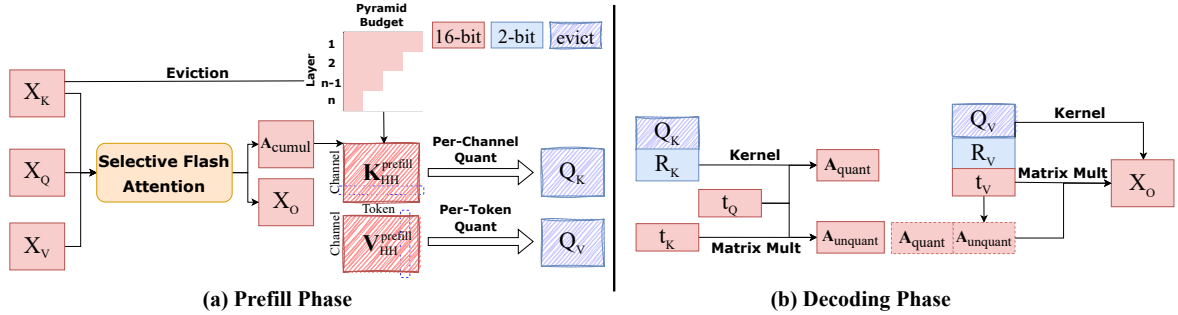 Pyramid
Budget
16-bit
2-bit
evict
Layer
1
2
n-1
n
Eviction
X_K
X_Q
X_V
Selective Flash
Attention
A_cumul
X_O
Channel
K_HH^prefill
Per-Channel
Quant
Q_K
Token
Channel
V_HH^prefill
Per-Token
Quant
Q_V
(a) Prefill Phase
Q_K
R_K
Kernel
A_quant
t_Q
t_K
Matrix Mult
A_unquant
Q_V
Kernel
R_V
t_V
Matrix Mult
X_O
A_quant
A_unquant
(b) Decoding Phase